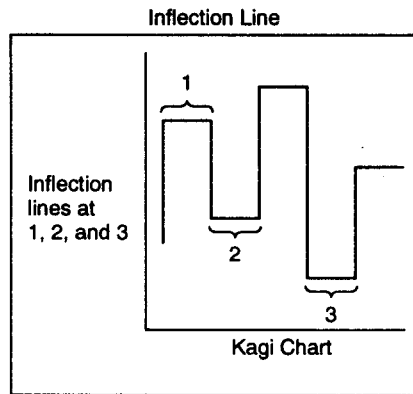 Inflection Line
1
Inflection
lines at
1, 2, and 3
2
3
Kagi Chart